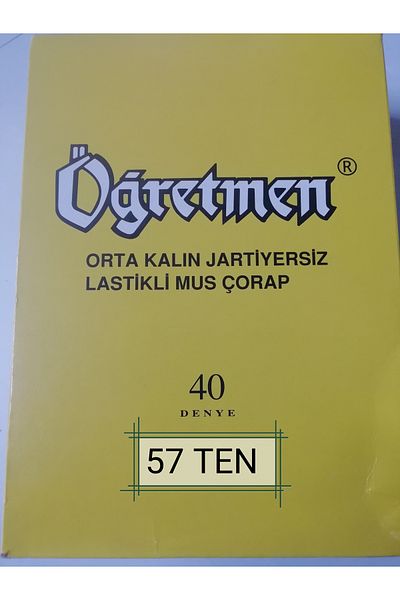 Öğretmen®
ORTA KALIN JARTİYERSİZ
LASTİKLİ MUS ÇORAP
40
DENYE
57 TEN